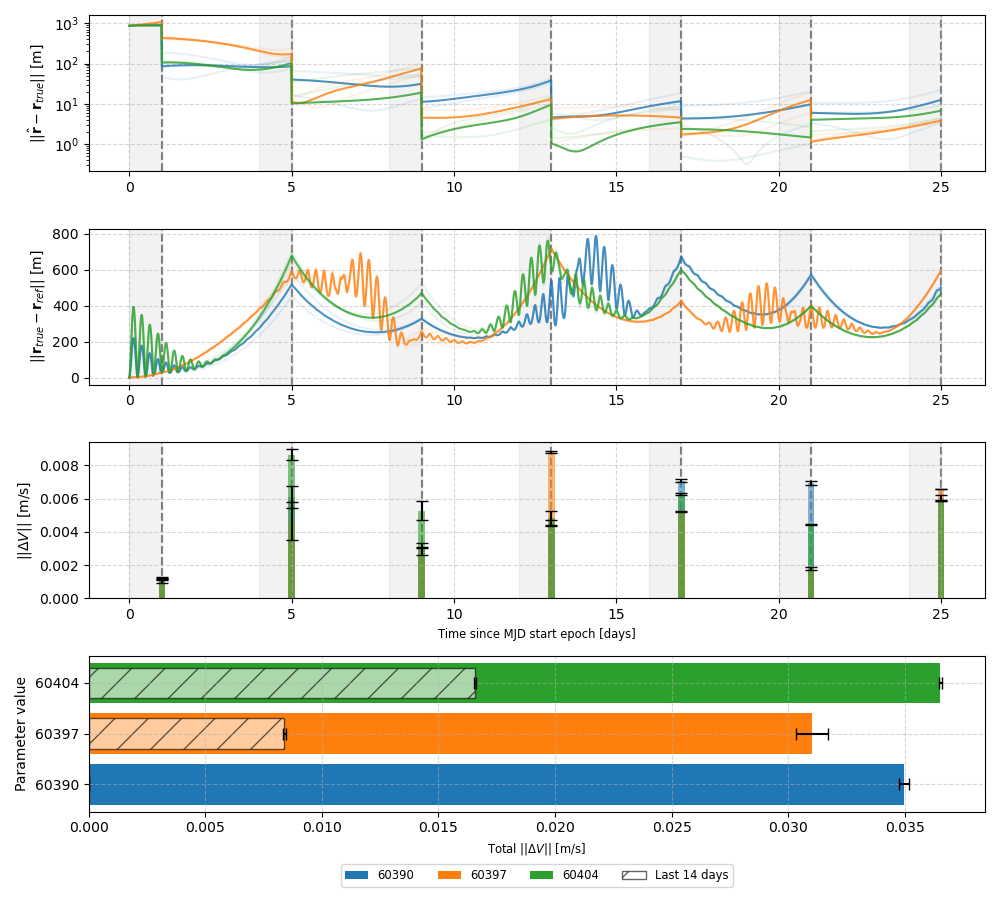 ||r̂ − r_true|| [m]
10³
10²
10¹
10⁰
0 5 10 15 20 25
||r_true − r_ref|| [m]
800
600
400
200
0
0 5 10 15 20 25
||ΔV|| [m/s]
0.008
0.006
0.004
0.002
0.000
0 5 10 15 20 25
Time since MJD start epoch [days]
Parameter value
60404
60397
60390
0.000 0.005 0.010 0.015 0.020 0.025 0.030 0.035
Total ||ΔV|| [m/s]
60390 60397 60404 Last 14 days